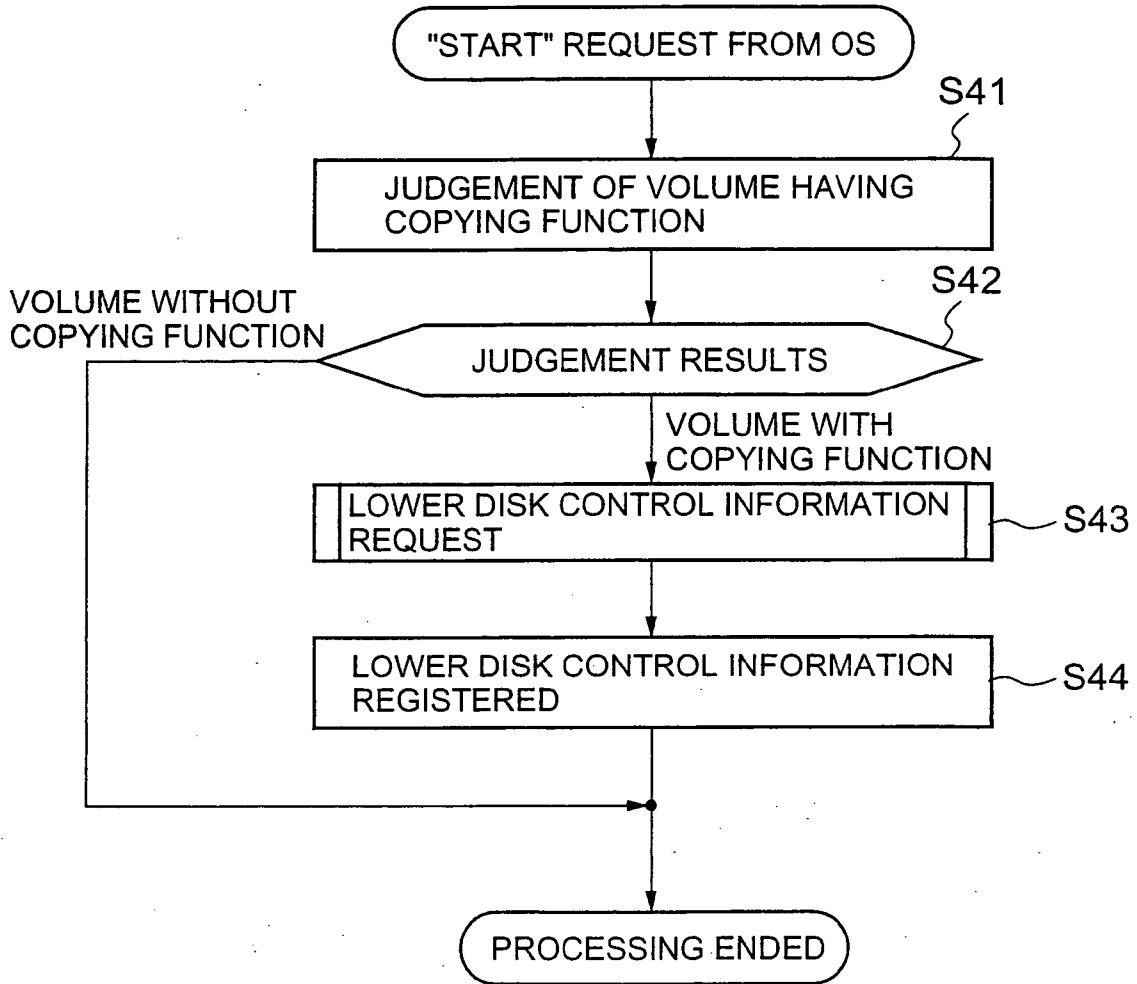 "START" REQUEST FROM OS
S41
JUDGEMENT OF VOLUME HAVING
COPYING FUNCTION
S42
VOLUME WITHOUT
COPYING FUNCTION
JUDGEMENT RESULTS
VOLUME WITH
COPYING FUNCTION
LOWER DISK CONTROL INFORMATION
REQUEST
S43
LOWER DISK CONTROL INFORMATION
REGISTERED
S44
PROCESSING ENDED